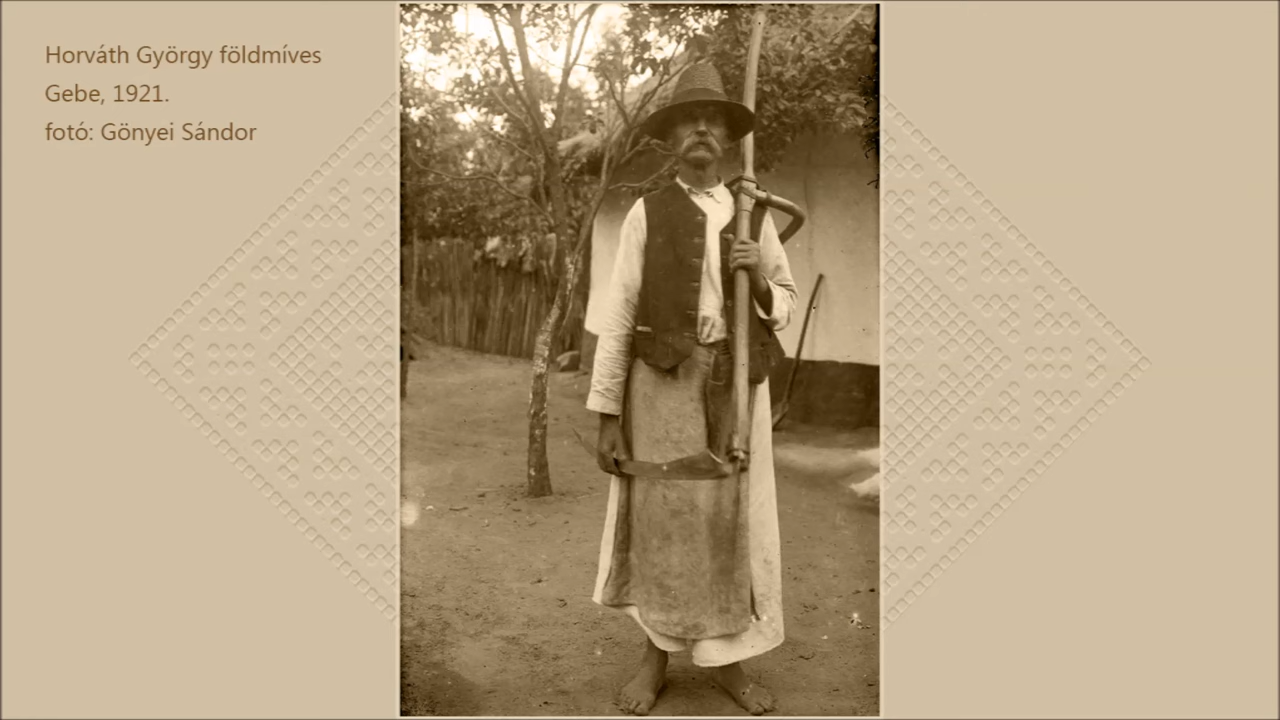 Horváth György földmíves
Gebe, 1921.
fotó: Gönyei Sándor